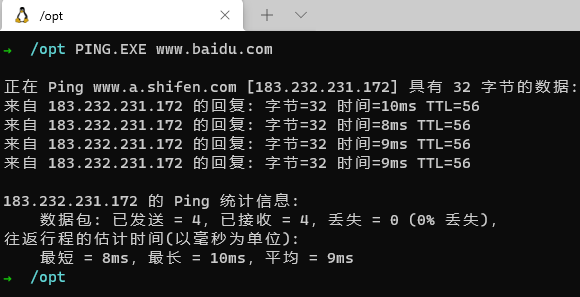 /opt
→ /opt PING.EXE www.baidu.com
正在 Ping www.a.shifen.com [183.232.231.172] 具有 32 字节的数据:
来自 183.232.231.172 的回复: 字节=32 时间=10ms TTL=56
来自 183.232.231.172 的回复: 字节=32 时间=8ms TTL=56
来自 183.232.231.172 的回复: 字节=32 时间=9ms TTL=56
来自 183.232.231.172 的回复: 字节=32 时间=9ms TTL=56
183.232.231.172 的 Ping 统计信息:
数据包: 已发送 = 4，已接收 = 4，丢失 = 0 (0% 丢失)，
往返行程的估计时间(以毫秒为单位):
最短 = 8ms，最长 = 10ms，平均 = 9ms
→ /opt